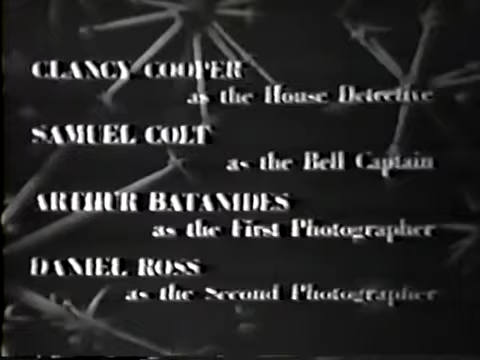 CLANCY COOPER
as the House Detective
SAMUEL COLT
as the Bell Captain
ARTHUR BATANIDES
as the First Photographer
DANIEL ROSS
as the Second Photographer